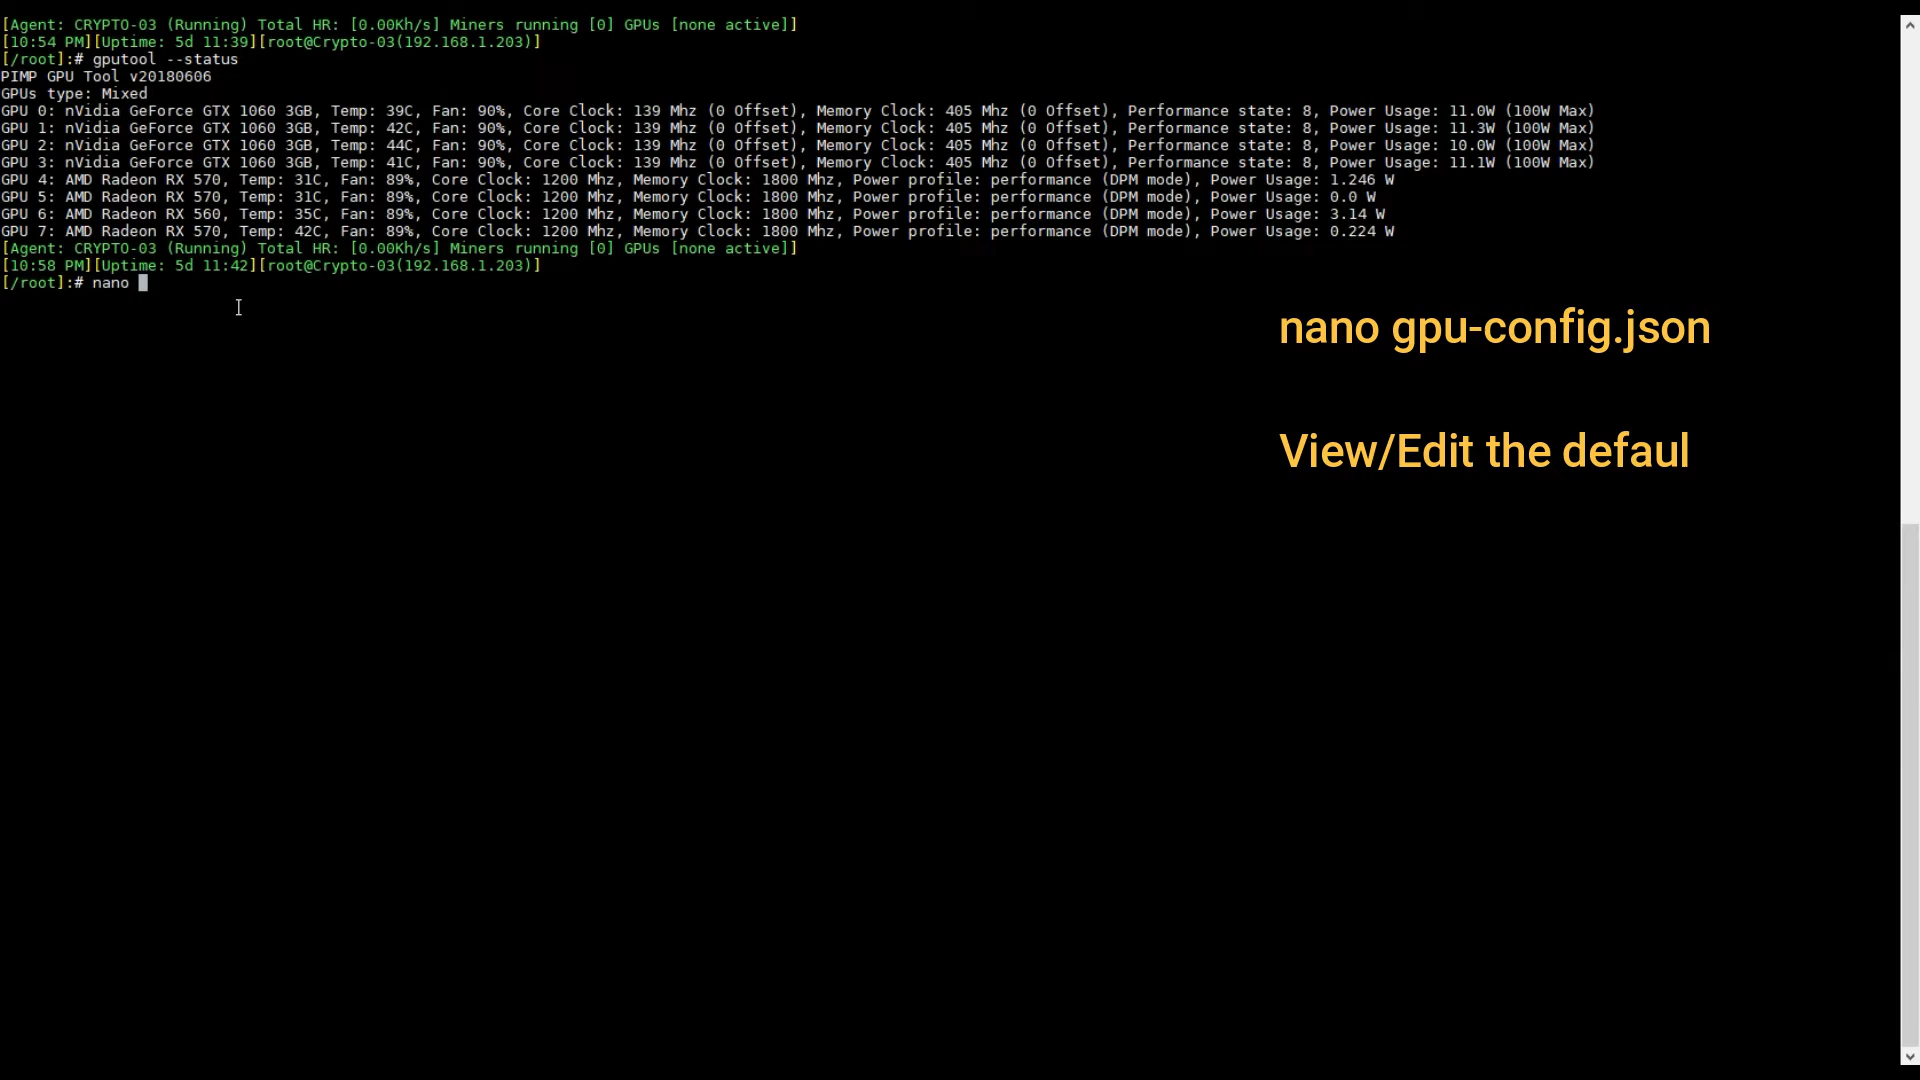 [Agent: CRYPTO-03 (Running) Total HR: [0.00Kh/s] Miners running [0] GPUs [none active]]
[10:54 PM][Uptime: 5d 11:39][root@Crypto-03(192.168.1.203)]
[/root]:# gputool --status
PIMP GPU Tool v20180606
GPUs type: Mixed
GPU 0: nVidia GeForce GTX 1060 3GB, Temp: 39C, Fan: 90%, Core Clock: 139 Mhz (0 Offset), Memory Clock: 405 Mhz (0 Offset), Performance state: 8, Power Usage: 11.0W (100W Max)
GPU 1: nVidia GeForce GTX 1060 3GB, Temp: 42C, Fan: 90%, Core Clock: 139 Mhz (0 Offset), Memory Clock: 405 Mhz (0 Offset), Performance state: 8, Power Usage: 11.3W (100W Max)
GPU 2: nVidia GeForce GTX 1060 3GB, Temp: 44C, Fan: 90%, Core Clock: 139 Mhz (0 Offset), Memory Clock: 405 Mhz (0 Offset), Performance state: 8, Power Usage: 10.0W (100W Max)
GPU 3: nVidia GeForce GTX 1060 3GB, Temp: 41C, Fan: 90%, Core Clock: 139 Mhz (0 Offset), Memory Clock: 405 Mhz (0 Offset), Performance state: 8, Power Usage: 11.1W (100W Max)
GPU 4: AMD Radeon RX 570, Temp: 31C, Fan: 89%, Core Clock: 1200 Mhz, Memory Clock: 1800 Mhz, Power profile: performance (DPM mode), Power Usage: 1.246 W
GPU 5: AMD Radeon RX 570, Temp: 31C, Fan: 89%, Core Clock: 1200 Mhz, Memory Clock: 1800 Mhz, Power profile: performance (DPM mode), Power Usage: 0.0 W
GPU 6: AMD Radeon RX 560, Temp: 35C, Fan: 89%, Core Clock: 1200 Mhz, Memory Clock: 1800 Mhz, Power profile: performance (DPM mode), Power Usage: 3.14 W
GPU 7: AMD Radeon RX 570, Temp: 42C, Fan: 89%, Core Clock: 1200 Mhz, Memory Clock: 1800 Mhz, Power profile: performance (DPM mode), Power Usage: 0.224 W
[Agent: CRYPTO-03 (Running) Total HR: [0.00Kh/s] Miners running [0] GPUs [none active]]
[10:58 PM][Uptime: 5d 11:42][root@Crypto-03(192.168.1.203)]
[/root]:# nano
nano gpu-config.json
View/Edit the defaul